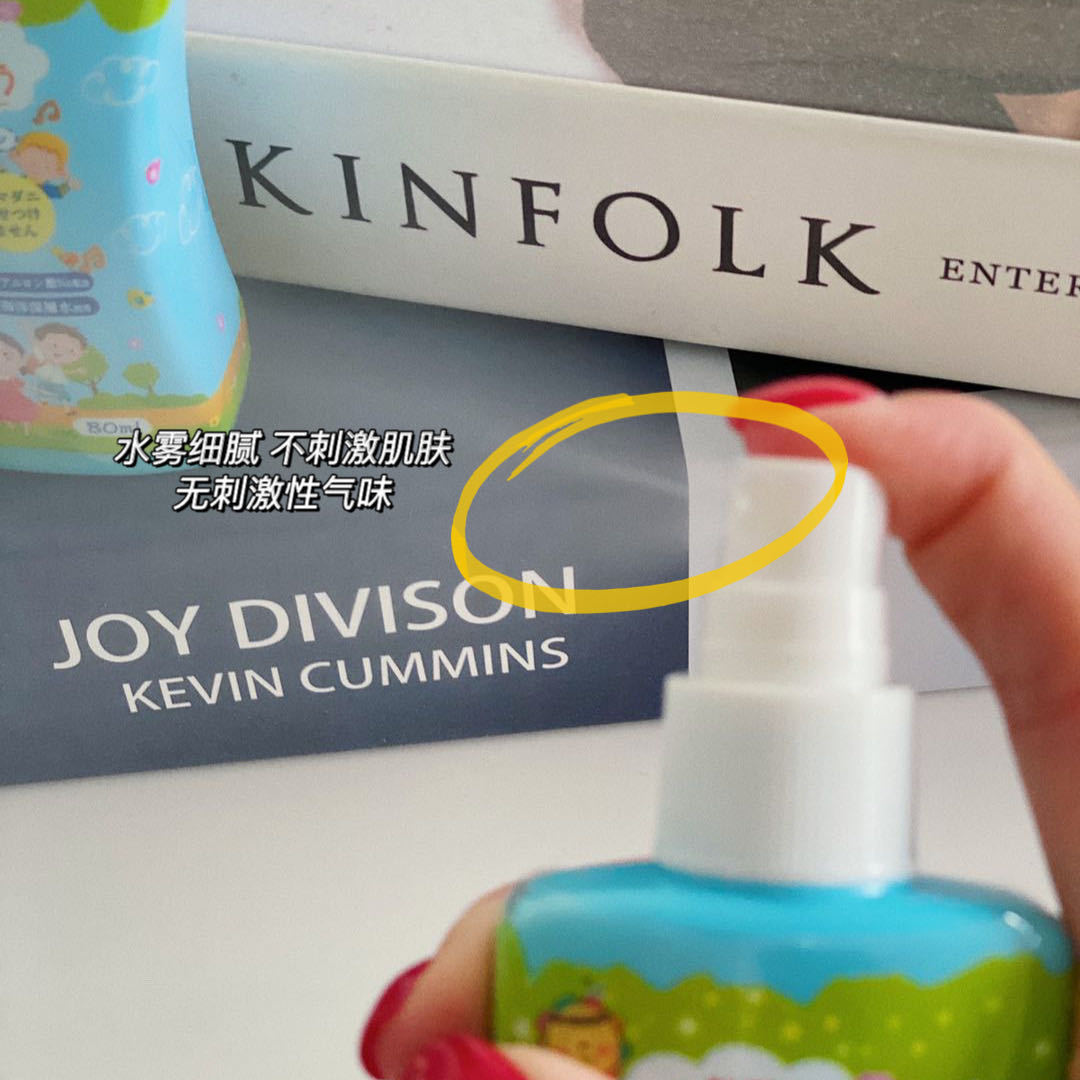 KINFOLK ENTER
水雾细腻 不刺激肌肤
无刺激性气味
JOY DIVISON
KEVIN CUMMINS
80ml